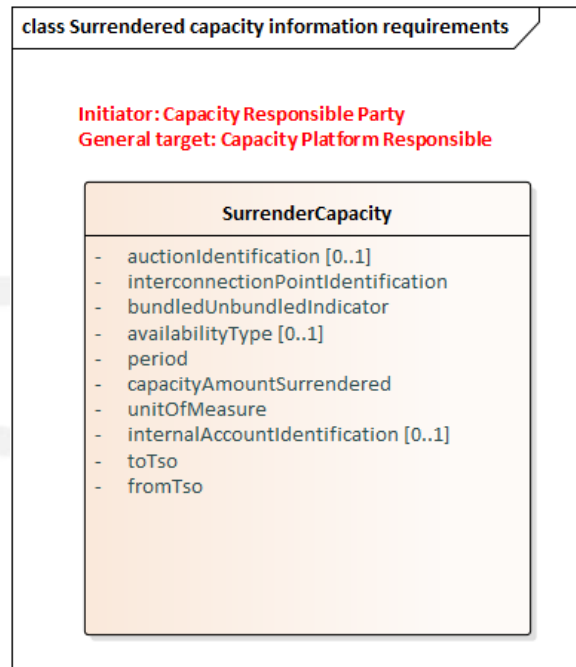 class Surrendered capacity information requirements
Initiator: Capacity Responsible Party
General target: Capacity Platform Responsible
SurrenderCapacity
- auctionIdentification [0..1]
- interconnectionPointIdentification
- bundledUnbundledIndicator
- availabilityType [0..1]
- period
- capacityAmountSurrendered
- unitOfMeasure
- internalAccountIdentification [0..1]
- toTso
- fromTso